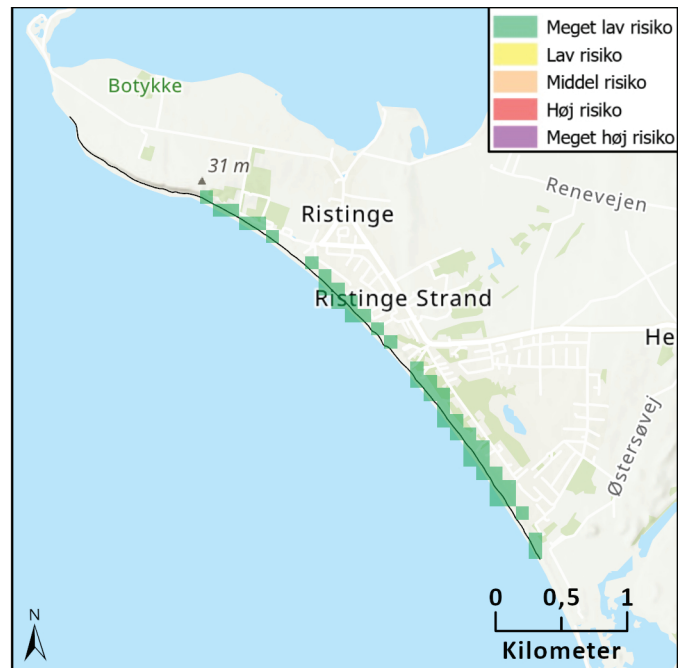 Meget lav risiko
Lav risiko
Middel risiko
Høj risiko
Meget høj risiko
Botykke
31 m
Renevejen
Ristinge
Ristinge Strand
He
Østersøvej
0 0,5 1
Kilometer
N